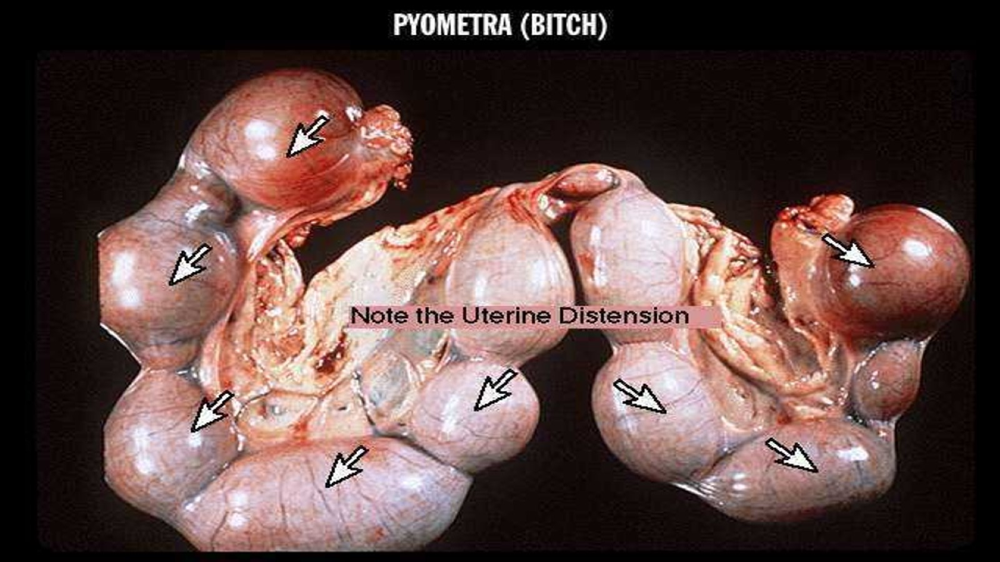 PYOMETRA (BITCH)
Note the Uterine Distension